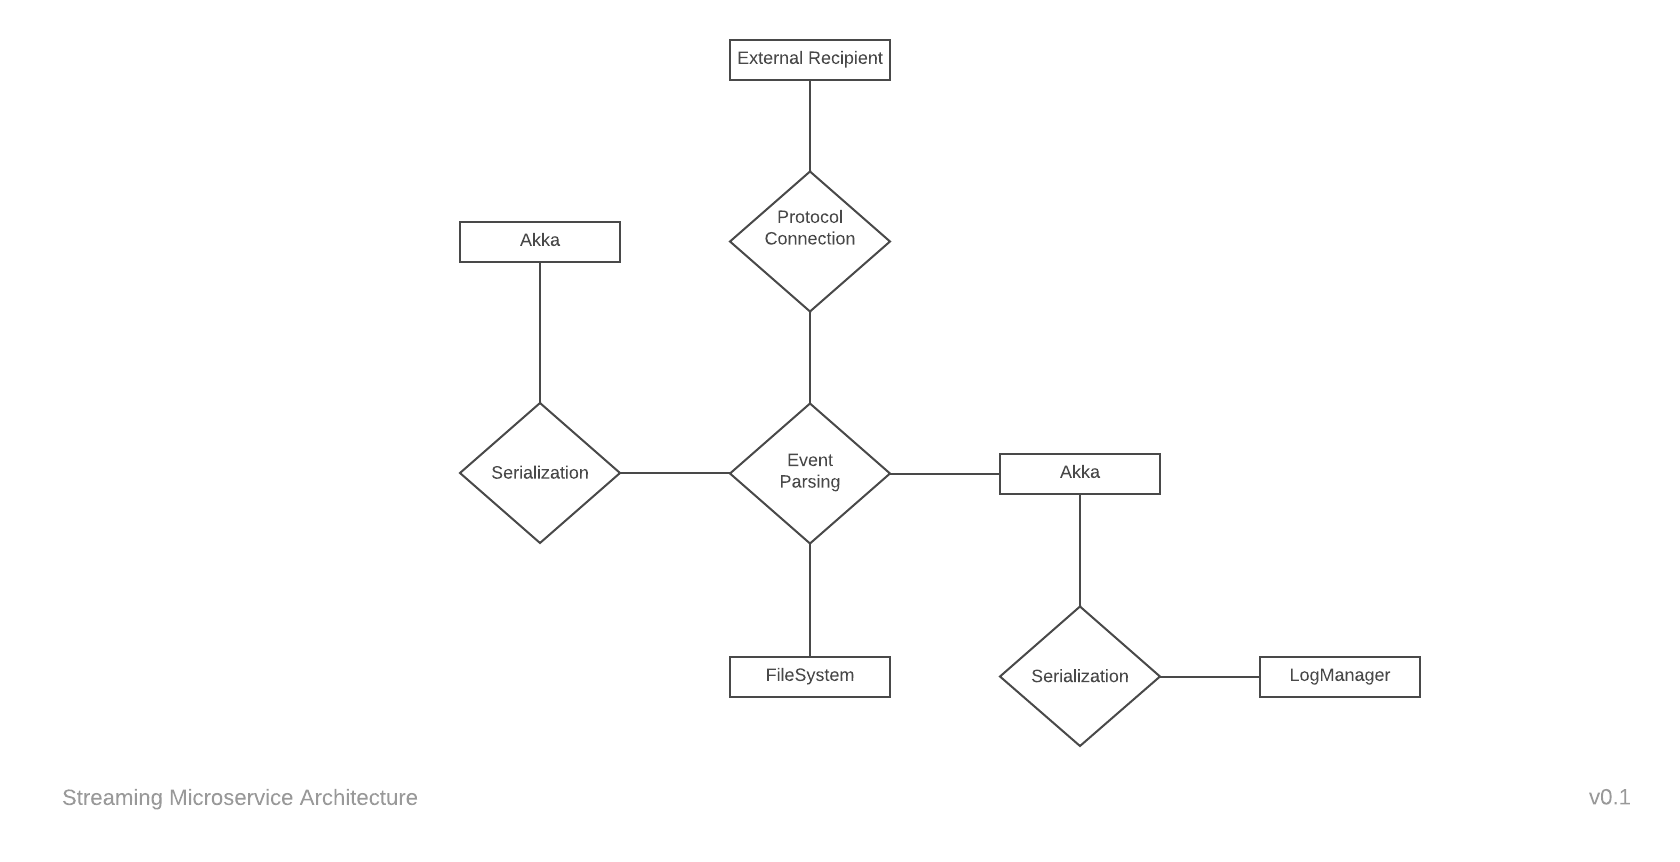 External Recipient
Protocol
Connection
Akka
Serialization
Event
Parsing
Akka
FileSystem
Serialization
LogManager
Streaming Microservice Architecture
v0.1